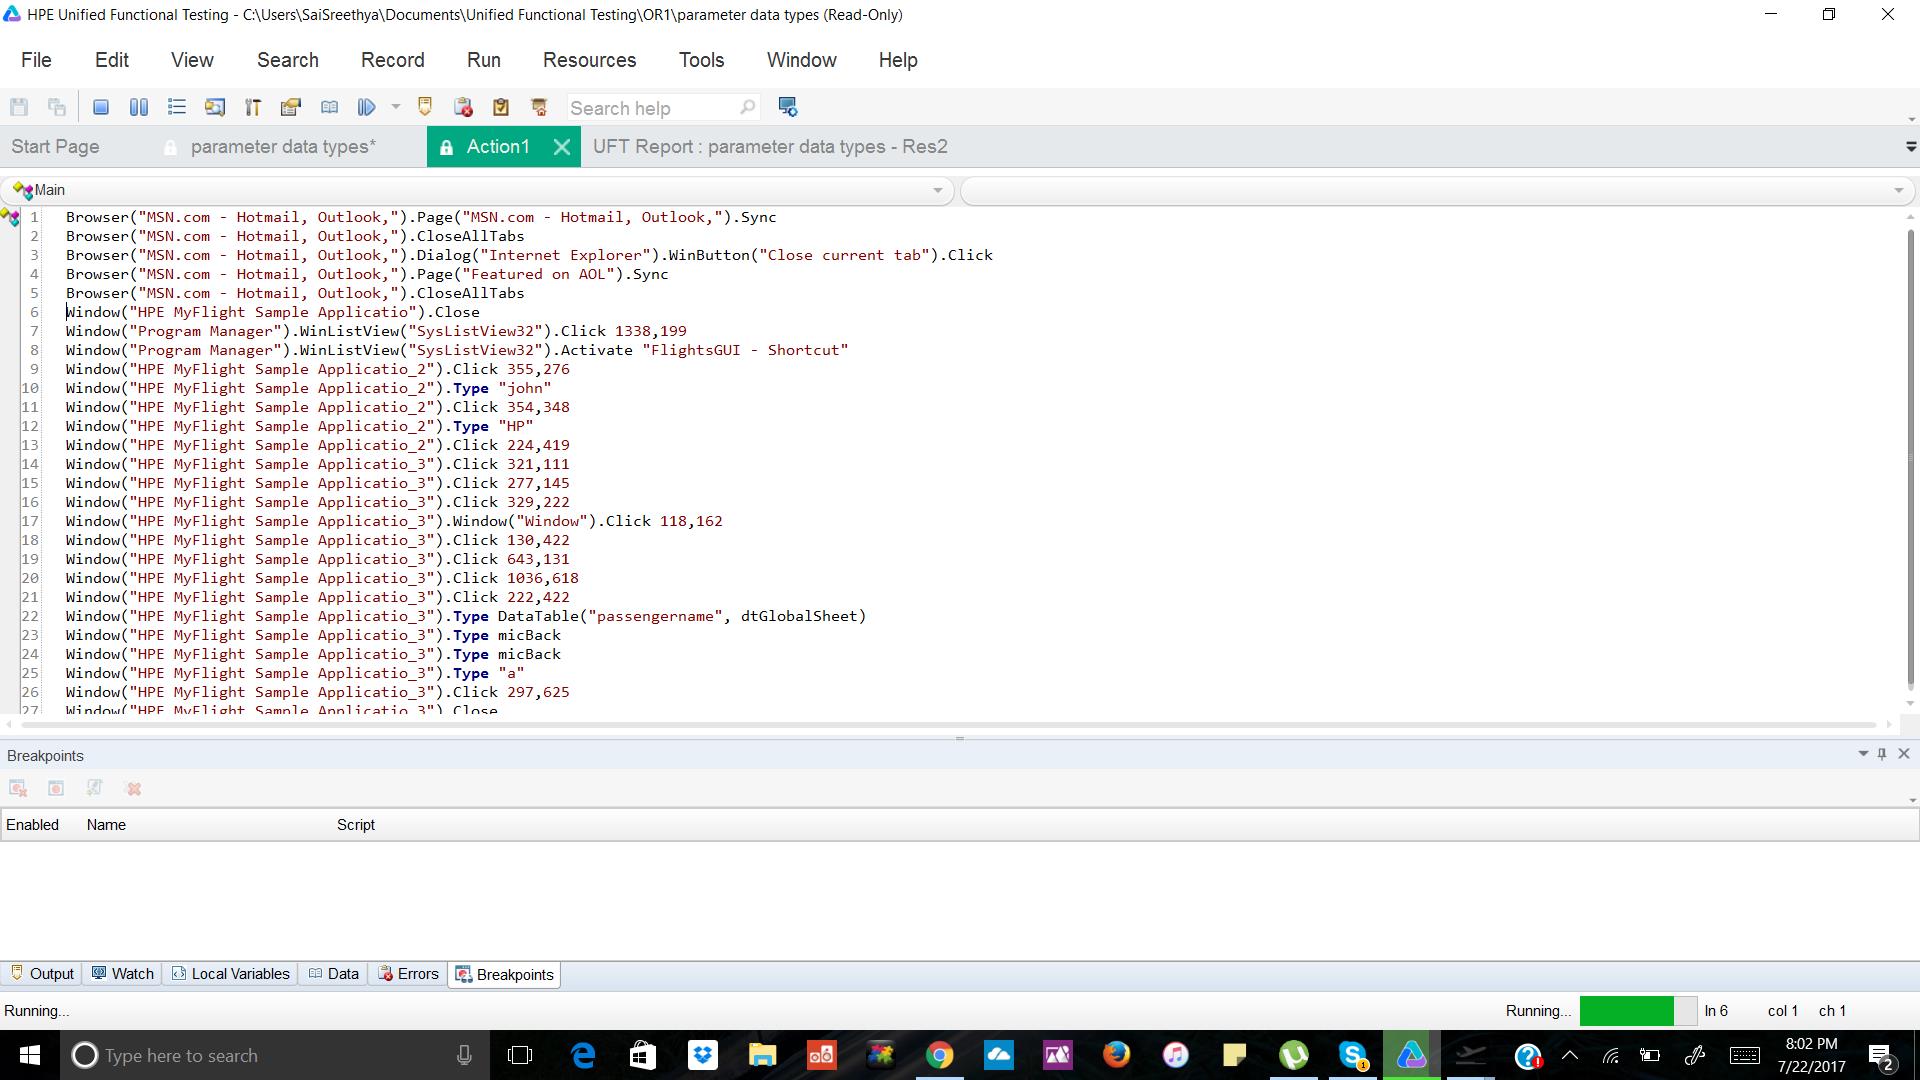 HPE Unified Functional Testing - C:\Users\SaiSreethya\Documents\Unified Functional Testing\OR1\parameter data types (Read-Only)
File Edit View Search Record Run Resources Tools Window Help
Search help
Start Page parameter data types* Action1 UFT Report : parameter data types - Res2
Main
1 Browser("MSN.com - Hotmail, Outlook,").Page("MSN.com - Hotmail, Outlook,").Sync
2 Browser("MSN.com - Hotmail, Outlook,").CloseAllTabs
3 Browser("MSN.com - Hotmail, Outlook,").Dialog("Internet Explorer").WinButton("Close current tab").Click
4 Browser("MSN.com - Hotmail, Outlook,").Page("Featured on AOL").Sync
5 Browser("MSN.com - Hotmail, Outlook,").CloseAllTabs
6 Window("HPE MyFlight Sample Applicatio").Close
7 Window("Program Manager").WinListView("SysListView32").Click 1338,199
8 Window("Program Manager").WinListView("SysListView32").Activate "FlightsGUI - Shortcut"
9 Window("HPE MyFlight Sample Applicatio_2").Click 355,276
10 Window("HPE MyFlight Sample Applicatio_2").Type "john"
11 Window("HPE MyFlight Sample Applicatio_2").Click 354,348
12 Window("HPE MyFlight Sample Applicatio_2").Type "HP"
13 Window("HPE MyFlight Sample Applicatio_2").Click 224,419
14 Window("HPE MyFlight Sample Applicatio_3").Click 321,111
15 Window("HPE MyFlight Sample Applicatio_3").Click 277,145
16 Window("HPE MyFlight Sample Applicatio_3").Click 329,222
17 Window("HPE MyFlight Sample Applicatio_3").Window("Window").Click 118,162
18 Window("HPE MyFlight Sample Applicatio_3").Click 130,422
19 Window("HPE MyFlight Sample Applicatio_3").Click 643,131
20 Window("HPE MyFlight Sample Applicatio_3").Click 1036,618
21 Window("HPE MyFlight Sample Applicatio_3").Click 222,422
22 Window("HPE MyFlight Sample Applicatio_3").Type DataTable("passengername", dtGlobalSheet)
23 Window("HPE MyFlight Sample Applicatio_3").Type micBack
24 Window("HPE MyFlight Sample Applicatio_3").Type micBack
25 Window("HPE MyFlight Sample Applicatio_3").Type "a"
26 Window("HPE MyFlight Sample Applicatio_3").Click 297,625
27 Window("HPE MyFlight Sample Applicatio_3").Close
Breakpoints
Enabled Name Script
Output Watch Local Variables Data Errors Breakpoints
Running... Running... ln 6 col 1 ch 1
Type here to search 8:02 PM
7/22/2017 2